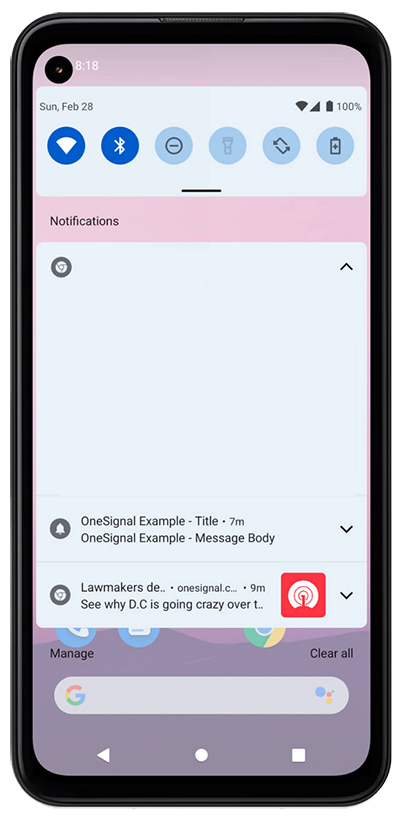 8:18
Sun, Feb 28 100%
Notifications
OneSignal Example - Title • 7m
OneSignal Example - Message Body
Lawmakers de.. • onesignal.c... • 9m
See why D.C is going crazy over t..
Manage Clear all